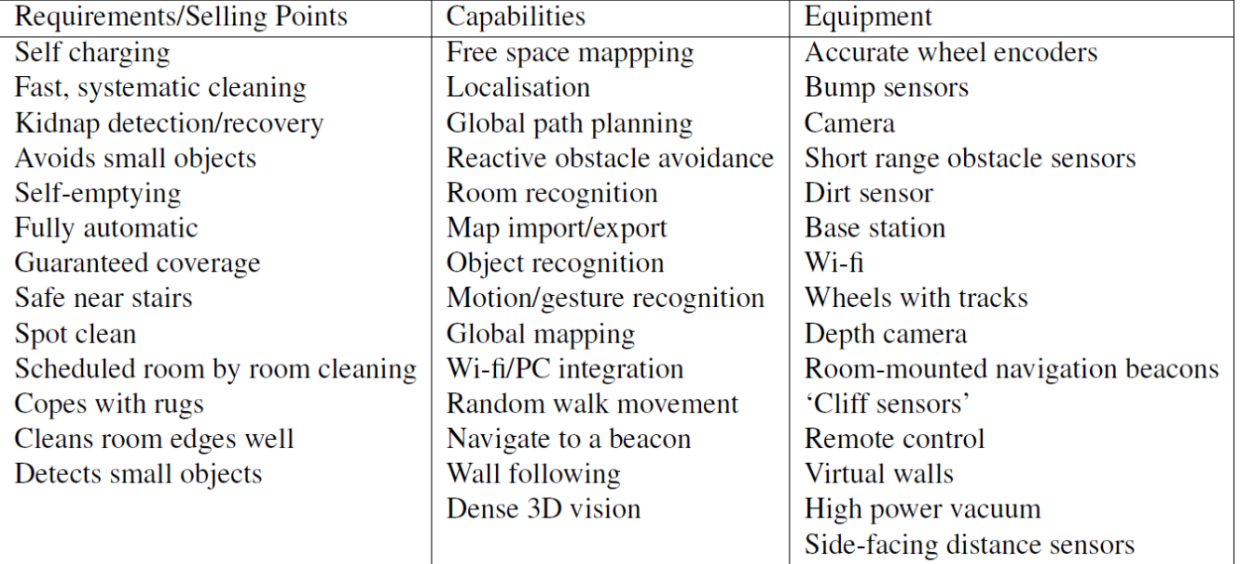 Requirements/Selling Points Capabilities Equipment
Self charging Free space mappping Accurate wheel encoders
Fast, systematic cleaning Localisation Bump sensors
Kidnap detection/recovery Global path planning Camera
Avoids small objects Reactive obstacle avoidance Short range obstacle sensors
Self-emptying Room recognition Dirt sensor
Fully automatic Map import/export Base station
Guaranteed coverage Object recognition Wi-fi
Safe near stairs Motion/gesture recognition Wheels with tracks
Spot clean Global mapping Depth camera
Scheduled room by room cleaning Wi-fi/PC integration Room-mounted navigation beacons
Copes with rugs Random walk movement ‘Cliff sensors’
Cleans room edges well Navigate to a beacon Remote control
Detects small objects Wall following Virtual walls
Dense 3D vision High power vacuum
Side-facing distance sensors